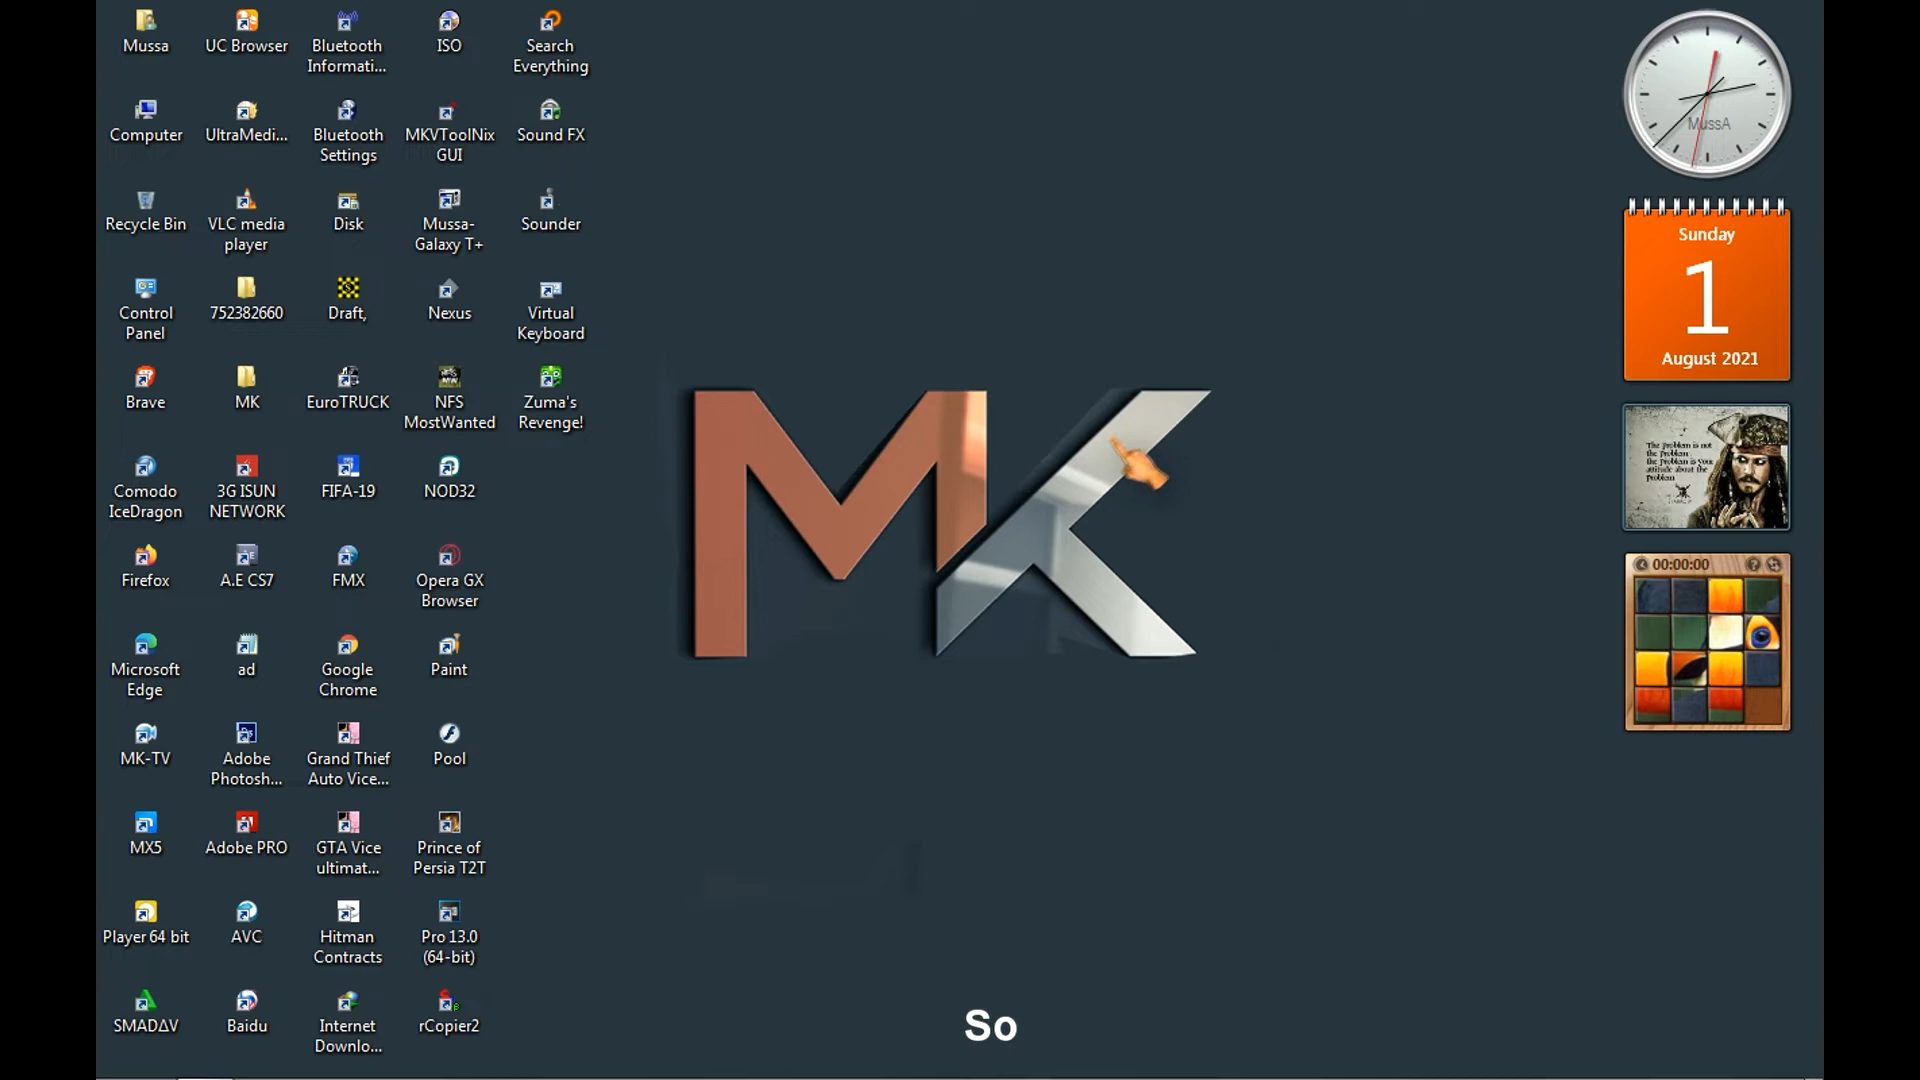 Mussa
Computer
Recycle Bin
Control
Panel
Brave
Comodo
IceDragon
Firefox
Microsoft
Edge
MK-TV
MX5
Player 64 bit
SMADΔV
UC Browser
UltraMedi...
VLC media
player
752382660
MK
3G ISUN
NETWORK
A.E CS7
ad
Adobe
Photosh...
Adobe PRO
AVC
Baidu
Bluetooth
Informati...
Bluetooth
Settings
Disk
Draft,
EuroTRUCK
FIFA-19
FMX
Google
Chrome
Grand Thief
Auto Vice...
GTA Vice
ultimat...
Hitman
Contracts
Internet
Downlo...
ISO
MKVToolNix
GUI
Mussa-
Galaxy T+
Nexus
NFS
MostWanted
NOD32
Opera GX
Browser
Paint
Pool
Prince of
Persia T2T
Pro 13.0
(64-bit)
rCopier2
Search
Everything
Sound FX
Sounder
Virtual
Keyboard
Zuma's
Revenge!
MK
MussA
Sunday
1
August 2021
The Problem is not
the Problem
the Problem is your
attitude about the
Problem
00:00:00
?
So